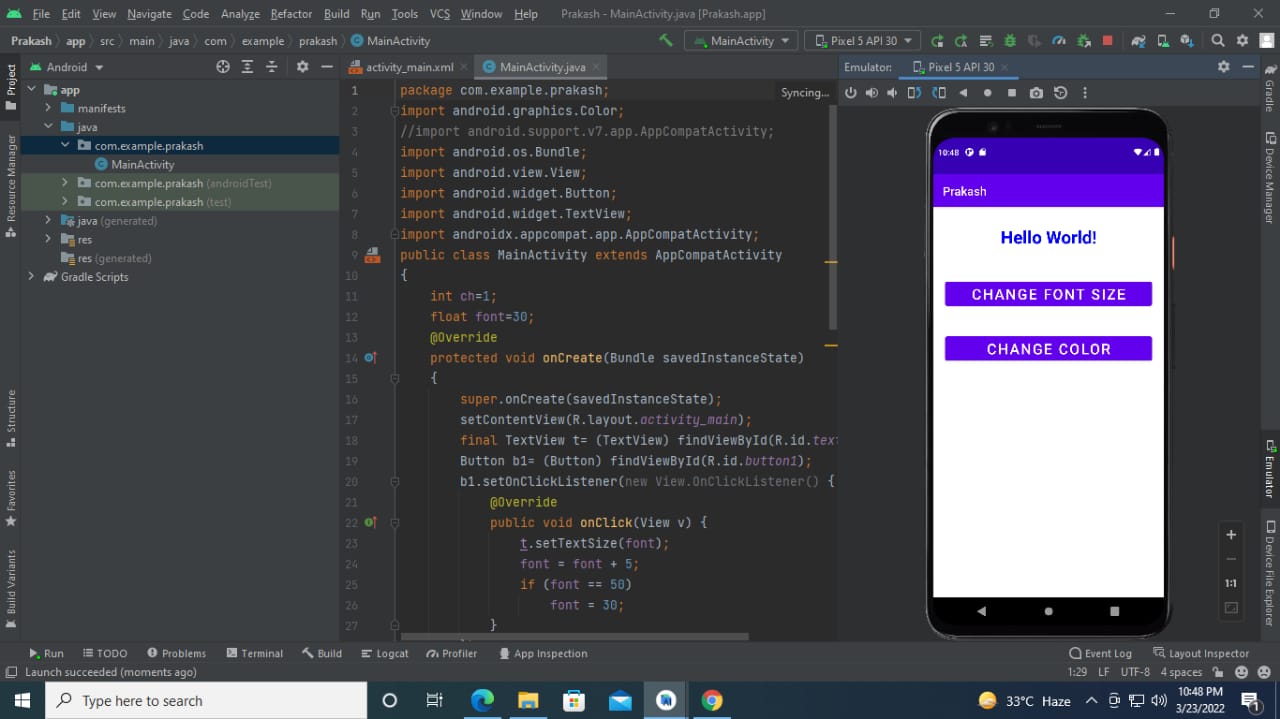 File Edit View Navigate Code Analyze Refactor Build Run Tools VCS Window Help Prakash - MainActivity.java [Prakash.app]
Prakash app src main java com example prakash MainActivity
MainActivity Pixel 5 API 30
Android
activity_main.xml MainActivity.java
Emulator: Pixel 5 API 30
Project
Resource Manager
Structure
Favorites
Build Variants
app
manifests
java
com.example.prakash
MainActivity
com.example.prakash (androidTest)
com.example.prakash (test)
java (generated)
res
res (generated)
Gradle Scripts
Syncing...
1 package com.example.prakash;
2 import android.graphics.Color;
3 //import android.support.v7.app.AppCompatActivity;
4 import android.os.Bundle;
5 import android.view.View;
6 import android.widget.Button;
7 import android.widget.TextView;
8 import androidx.appcompat.app.AppCompatActivity;
9 public class MainActivity extends AppCompatActivity
10 {
11 int ch=1;
12 float font=30;
13 @Override
14 protected void onCreate(Bundle savedInstanceState)
15 {
16 super.onCreate(savedInstanceState);
17 setContentView(R.layout.activity_main);
18 final TextView t= (TextView) findViewById(R.id.tex
19 Button b1= (Button) findViewById(R.id.button1);
20 b1.setOnClickListener(new View.OnClickListener() {
21 @Override
22 public void onClick(View v) {
23 t.setTextSize(font);
24 font = font + 5;
25 if (font == 50)
26 font = 30;
27 }
10:48
Prakash
Hello World!
CHANGE FONT SIZE
CHANGE COLOR
1:1
Gradle
Device Manager
Emulator
Device File Explorer
Run TODO Problems Terminal Build Logcat Profiler App Inspection Event Log Layout Inspector
Launch succeeded (moments ago) 1:29 LF UTF-8 4 spaces
Type here to search
33°C Haze
10:48 PM
3/23/2022
1